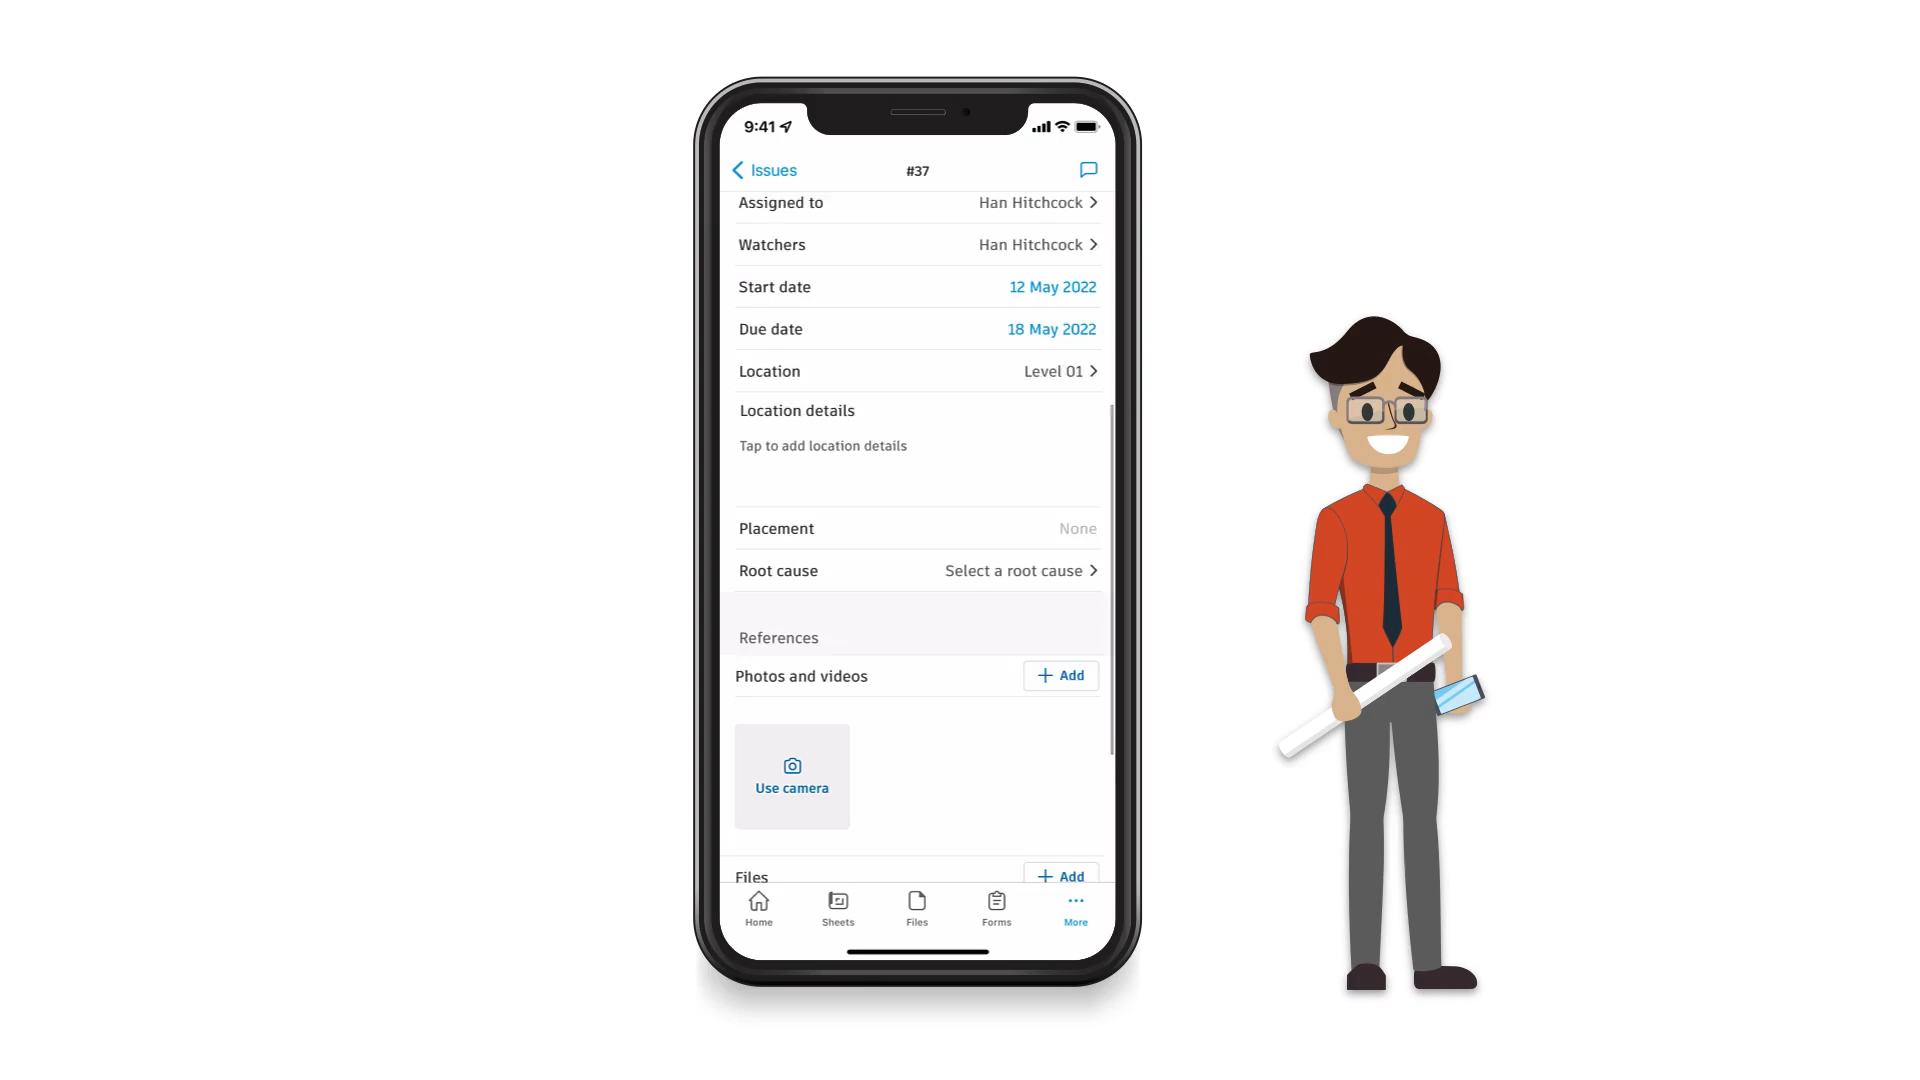 9:41
Issues #37
Assigned to Han Hitchcock
Watchers Han Hitchcock
Start date 12 May 2022
Due date 18 May 2022
Location Level 01
Location details
Tap to add location details
Placement None
Root cause Select a root cause
References
Photos and videos + Add
Use camera
Files + Add
Home Sheets Files Forms More